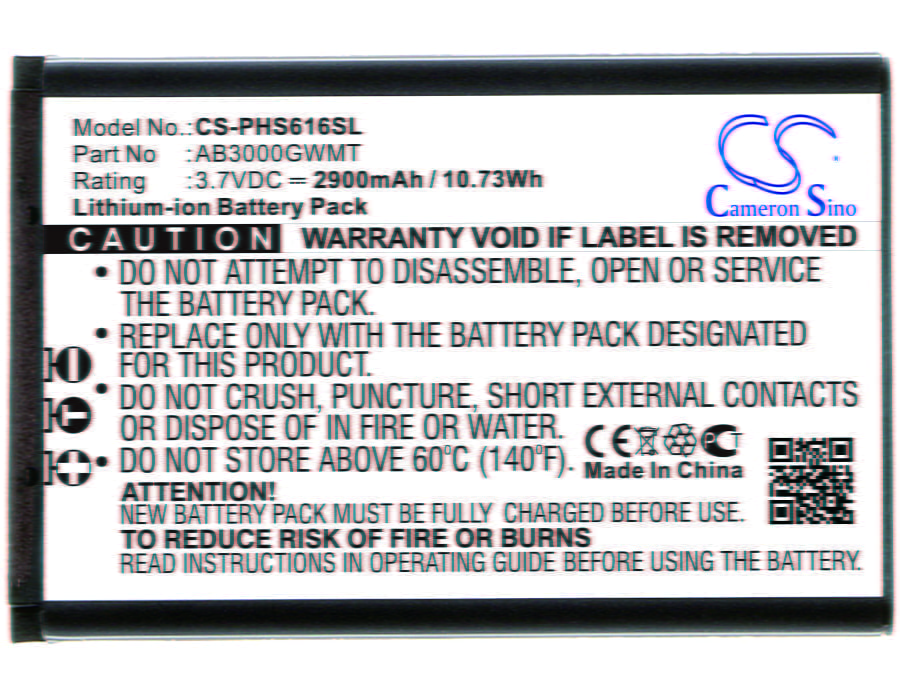 Model No.: CS-PHS616SL
Part No : AB3000GWMT
Rating : 3.7VDC = 2900mAh / 10.73Wh
Lithium-ion Battery Pack
CS
Cameron Sino
CAUTION WARRANTY VOID IF LABEL IS REMOVED
• DO NOT ATTEMPT TO DISASSEMBLE, OPEN OR SERVICE
THE BATTERY PACK.
• REPLACE ONLY WITH THE BATTERY PACK DESIGNATED
FOR THIS PRODUCT.
• DO NOT CRUSH, PUNCTURE, SHORT EXTERNAL CONTACTS
OR DISPOSE OF IN FIRE OR WATER.
• DO NOT STORE ABOVE 60°C (140°F).
CE PCT
Made In China
ATTENTION!
NEW BATTERY PACK MUST BE FULLY CHARGED BEFORE USE.
TO REDUCE RISK OF FIRE OR BURNS
READ INSTRUCTIONS IN OPERATING GUIDE BEFORE USING THE BATTERY.